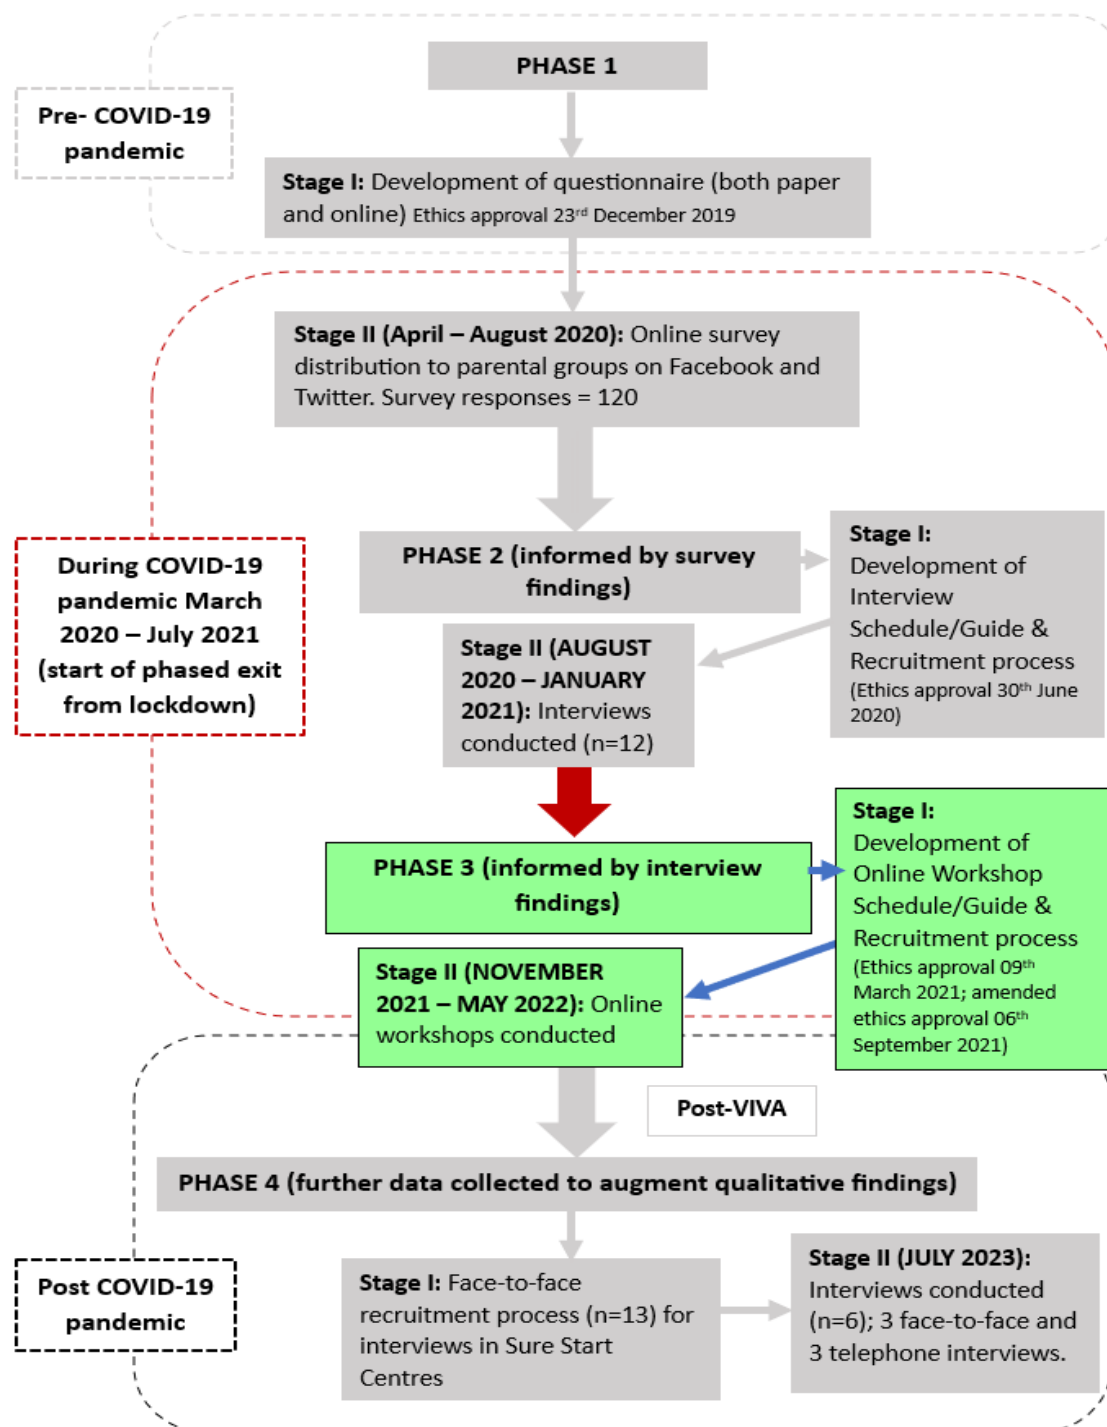 PHASE 1
Pre- COVID-19
pandemic
Stage I: Development of questionnaire (both paper
and online) Ethics approval 23rd December 2019
Stage II (April – August 2020): Online survey
distribution to parental groups on Facebook and
Twitter. Survey responses = 120
During COVID-19
pandemic March
2020 – July 2021
(start of phased exit
from lockdown)
PHASE 2 (informed by survey
findings)
Stage I:
Development of
Interview
Schedule/Guide &
Recruitment process
(Ethics approval 30th June
2020)
Stage II (AUGUST
2020 – JANUARY
2021): Interviews
conducted (n=12)
PHASE 3 (informed by interview
findings)
Stage I:
Development of
Online Workshop
Schedule/Guide &
Recruitment process
(Ethics approval 09th
March 2021; amended
ethics approval 06th
September 2021)
Stage II (NOVEMBER
2021 – MAY 2022): Online
workshops conducted
Post-VIVA
PHASE 4 (further data collected to augment qualitative findings)
Post COVID-19
pandemic
Stage I: Face-to-face
recruitment process (n=13) for
interviews in Sure Start
Centres
Stage II (JULY 2023):
Interviews conducted
(n=6); 3 face-to-face and
3 telephone interviews.